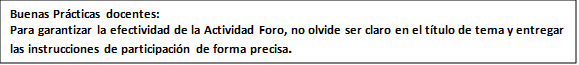 Buenas Prácticas docentes:
Para garantizar la efectividad de la Actividad Foro, no olvide ser claro en el título de tema y entregar
las instrucciones de participación de forma precisa.